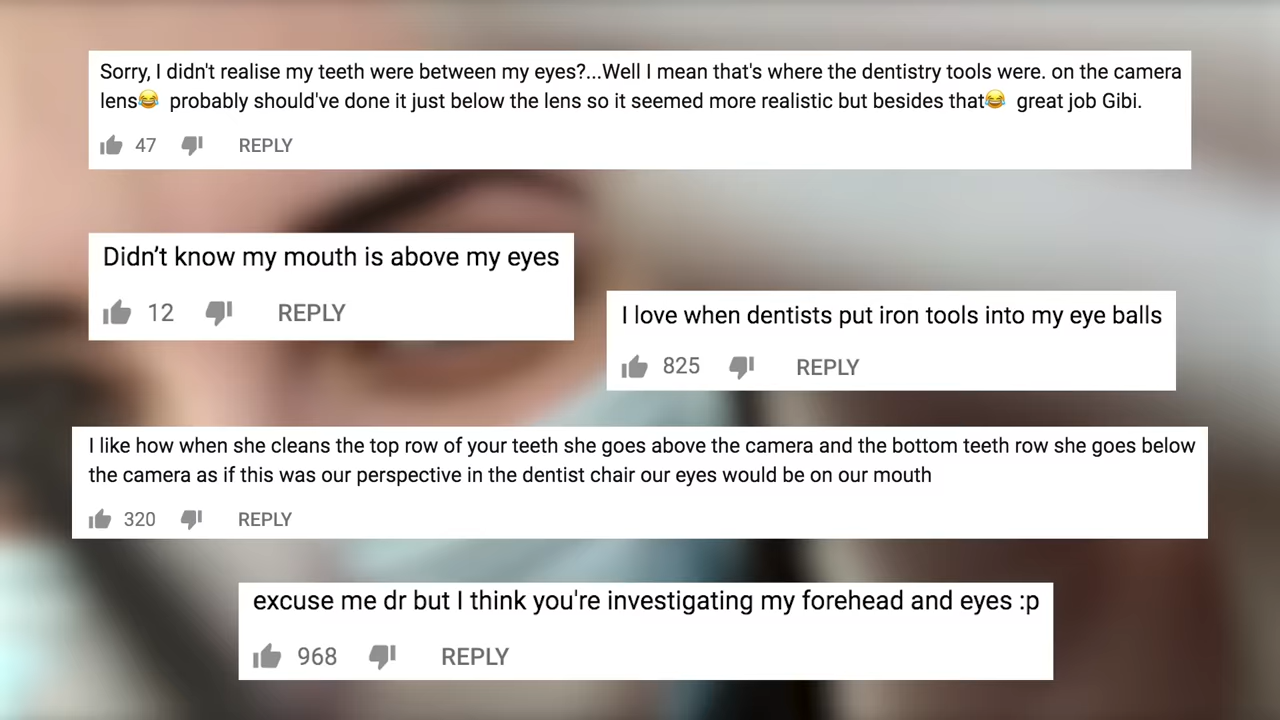 Sorry, I didn't realise my teeth were between my eyes?...Well I mean that's where the dentistry tools were. on the camera
lens😂 probably should've done it just below the lens so it seemed more realistic but besides that😂 great job Gibi.
47 REPLY
Didn’t know my mouth is above my eyes
12 REPLY
I love when dentists put iron tools into my eye balls
825 REPLY
I like how when she cleans the top row of your teeth she goes above the camera and the bottom teeth row she goes below
the camera as if this was our perspective in the dentist chair our eyes would be on our mouth
320 REPLY
excuse me dr but I think you're investigating my forehead and eyes :p
968 REPLY